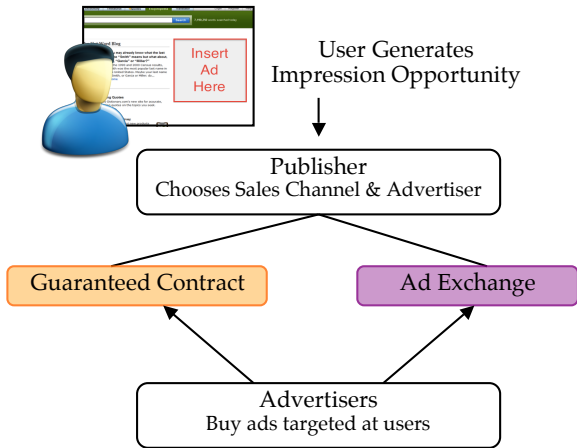 Search
Insert
Ad
Here
User Generates
Impression Opportunity
Publisher
Chooses Sales Channel & Advertiser
Guaranteed Contract
Ad Exchange
Advertisers
Buy ads targeted at users